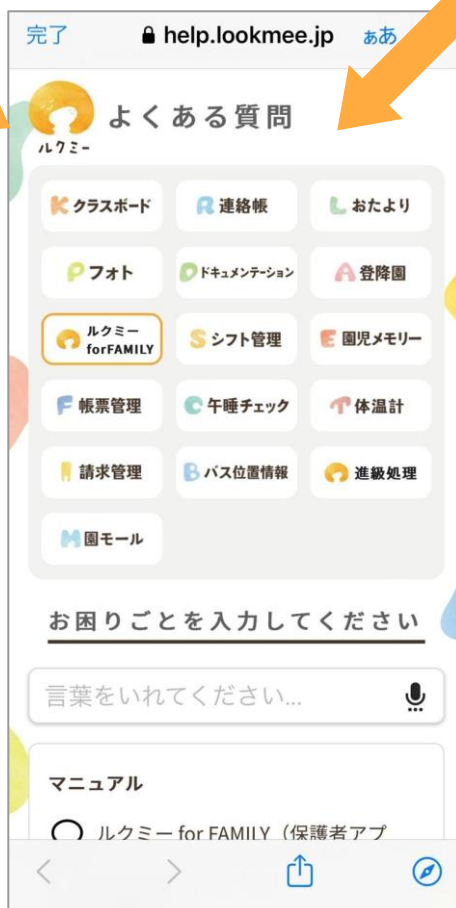 完了 help.lookmee.jp ぁあ
よくある質問
ルクミー
K クラスボード R 連絡帳 L おたより
P フォト D ドキュメンテーション A 登降園
ルクミー
forFAMILY S シフト管理 E 園児メモリー
F 帳票管理 C 午睡チェック T 体温計
請求管理 B バス位置情報 進級処理
M 園モール
お困りごとを入力してください
言葉をいれてください...
マニュアル
ルクミー for FAMILY（保護者アプ